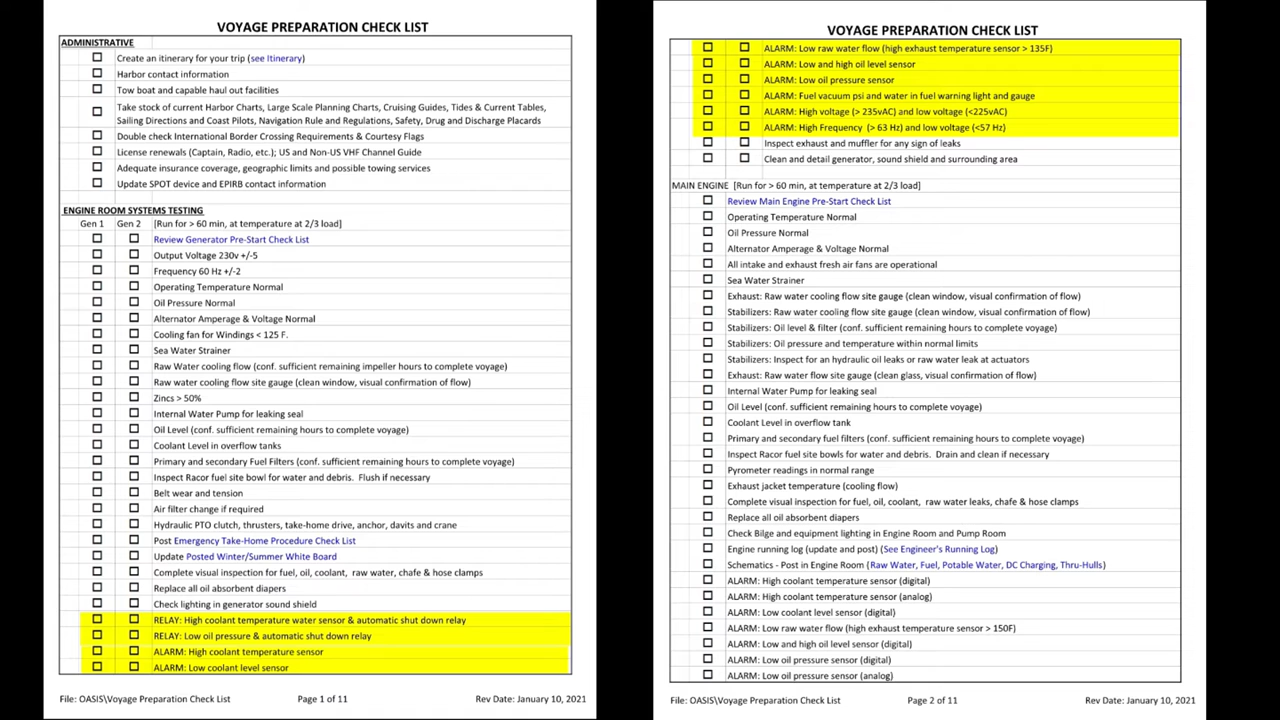 VOYAGE PREPARATION CHECK LIST
ADMINISTRATIVE
Create an itinerary for your trip (see Itinerary)
Harbor contact information
Tow boat and capable haul out facilities
Take stock of current Harbor Charts, Large Scale Planning Charts, Cruising Guides, Tides & Current Tables,
Sailing Directions and Coast Pilots, Navigation Rule and Regulations, Safety, Drug and Discharge Placards
Double check International Border Crossing Requirements & Courtesy Flags
License renewals (Captain, Radio, etc.); US and Non-US VHF Channel Guide
Adequate insurance coverage, geographic limits and possible towing services
Update SPOT device and EPIRB contact information
ENGINE ROOM SYSTEMS TESTING
Gen 1 Gen 2 [Run for > 60 min, at temperature at 2/3 load]
Review Generator Pre-Start Check List
Output Voltage 230v +/-5
Frequency 60 Hz +/-2
Operating Temperature Normal
Oil Pressure Normal
Alternator Amperage & Voltage Normal
Cooling fan for Windings < 125 F.
Sea Water Strainer
Raw Water cooling flow (conf. sufficient remaining impeller hours to complete voyage)
Raw water cooling flow site gauge (clean window, visual confirmation of flow)
Zincs > 50%
Internal Water Pump for leaking seal
Oil Level (conf. sufficient remaining hours to complete voyage)
Coolant Level in overflow tanks
Primary and secondary Fuel Filters (conf. sufficient remaining hours to complete voyage)
Inspect Racor fuel site bowl for water and debris. Flush if necessary
Belt wear and tension
Air filter change if required
Hydraulic PTO clutch, thrusters, take-home drive, anchor, davits and crane
Post Emergency Take-Home Procedure Check List
Update Posted Winter/Summer White Board
Complete visual inspection for fuel, oil, coolant, raw water, chafe & hose clamps
Replace all oil absorbent diapers
Check lighting in generator sound shield
RELAY: High coolant temperature water sensor & automatic shut down relay
RELAY: Low oil pressure & automatic shut down relay
ALARM: High coolant temperature sensor
ALARM: Low coolant level sensor
File: OASIS\Voyage Preparation Check List Page 1 of 11 Rev Date: January 10, 2021
VOYAGE PREPARATION CHECK LIST
ALARM: Low raw water flow (high exhaust temperature sensor > 135F)
ALARM: Low and high oil level sensor
ALARM: Low oil pressure sensor
ALARM: Fuel vacuum psi and water in fuel warning light and gauge
ALARM: High voltage (> 235vAC) and low voltage (<225vAC)
ALARM: High Frequency (> 63 Hz) and low voltage (<57 Hz)
Inspect exhaust and muffler for any sign of leaks
Clean and detail generator, sound shield and surrounding area
MAIN ENGINE [Run for > 60 min, at temperature at 2/3 load]
Review Main Engine Pre-Start Check List
Operating Temperature Normal
Oil Pressure Normal
Alternator Amperage & Voltage Normal
All intake and exhaust fresh air fans are operational
Sea Water Strainer
Exhaust: Raw water cooling flow site gauge (clean window, visual confirmation of flow)
Stabilizers: Raw water cooling flow site gauge (clean window, visual confirmation of flow)
Stabilizers: Oil level & filter (conf. sufficient remaining hours to complete voyage)
Stabilizers: Oil pressure and temperature within normal limits
Stabilizers: Inspect for an hydraulic oil leaks or raw water leak at actuators
Exhaust: Raw water flow site gauge (clean glass, visual confirmation of flow)
Internal Water Pump for leaking seal
Oil Level (conf. sufficient remaining hours to complete voyage)
Coolant Level in overflow tank
Primary and secondary fuel filters (conf. sufficient remaining hours to complete voyage)
Inspect Racor fuel site bowls for water and debris. Drain and clean if necessary
Pyrometer readings in normal range
Exhaust jacket temperature (cooling flow)
Complete visual inspection for fuel, oil, coolant, raw water leaks, chafe & hose clamps
Replace all oil absorbent diapers
Check Bilge and equipment lighting in Engine Room and Pump Room
Engine running log (update and post) (See Engineer's Running Log)
Schematics - Post in Engine Room (Raw Water, Fuel, Potable Water, DC Charging, Thru-Hulls)
ALARM: High coolant temperature sensor (digital)
ALARM: High coolant temperature sensor (analog)
ALARM: Low coolant level sensor (digital)
ALARM: Low raw water flow (high exhaust temperature sensor > 150F)
ALARM: Low and high oil level sensor (digital)
ALARM: Low oil pressure sensor (digital)
ALARM: Low oil pressure sensor (analog)
File: OASIS\Voyage Preparation Check List Page 2 of 11 Rev Date: January 10, 2021